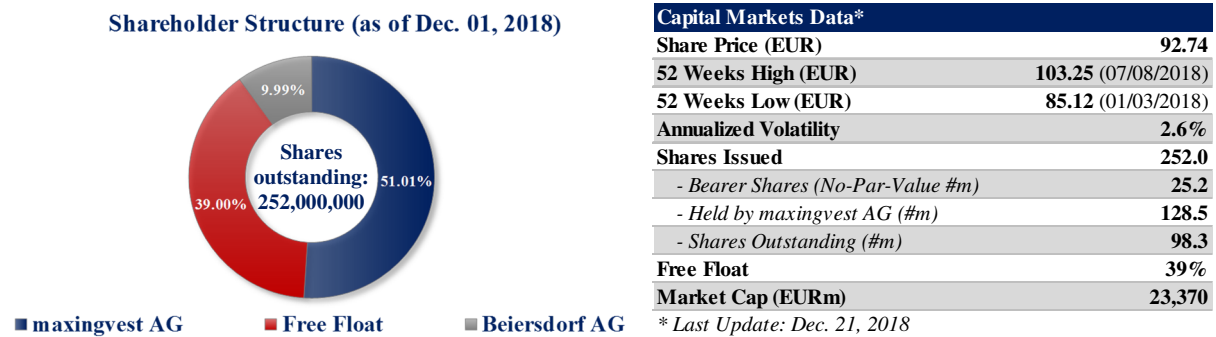 Shareholder Structure (as of Dec. 01, 2018)
9.99%
51.01%
39.00%
Shares
outstanding:
252,000,000
maxingvest AG
Free Float
Beiersdorf AG
Capital Markets Data*
Share Price (EUR) 92.74
52 Weeks High (EUR) 103.25 (07/08/2018)
52 Weeks Low (EUR) 85.12 (01/03/2018)
Annualized Volatility 2.6%
Shares Issued 252.0
- Bearer Shares (No-Par-Value #m) 25.2
- Held by maxingvest AG (#m) 128.5
- Shares Outstanding (#m) 98.3
Free Float 39%
Market Cap (EURm) 23,370
* Last Update: Dec. 21, 2018